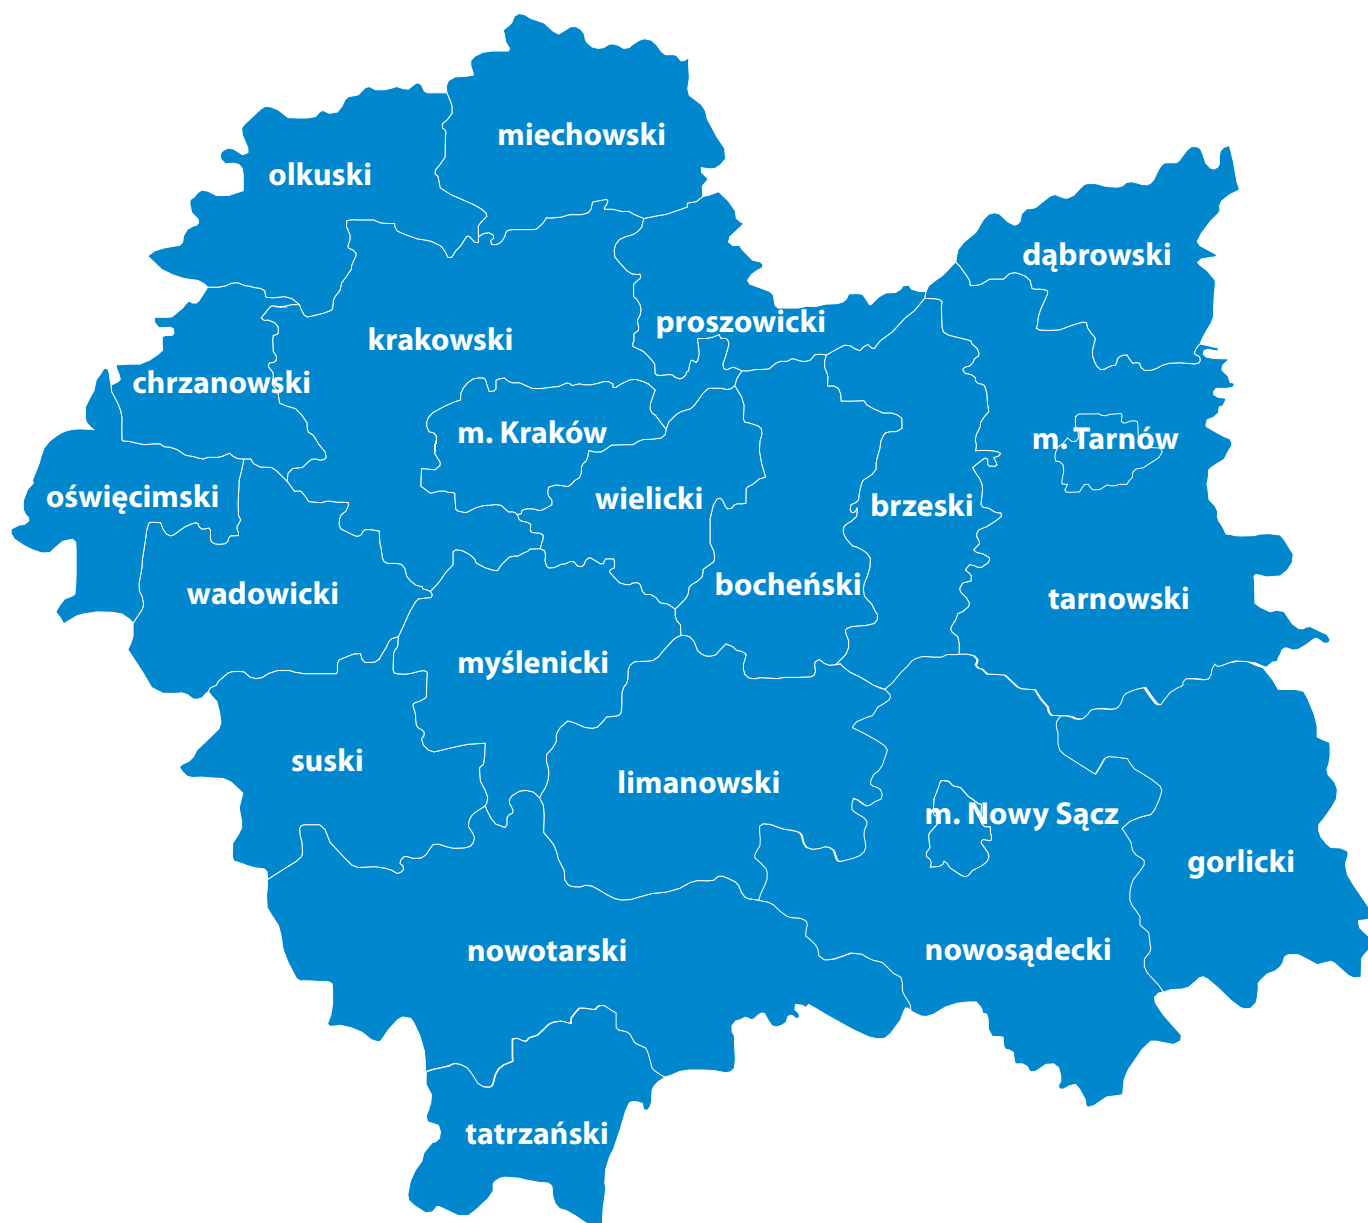 miechowski
olkuski
dąbrowski
proszowicki
krakowski
chrzanowski
m. Kraków
m. Tarnów
oświęcimski
wielicki
brzeski
bocheński
wadowicki
tarnowski
myślenicki
suski
limanowski
m. Nowy Sącz
gorlicki
nowotarski
nowosądecki
tatrzański